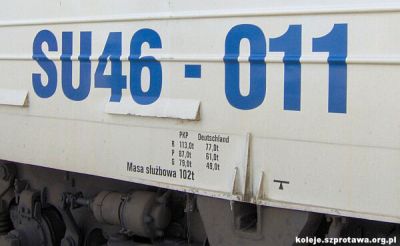 SU46 - 011
PKP Deutschland
R 113,0t 77,0t
P 87,0t 61,0t
G 79,0t 48,0t
Masa służbowa 102t
koleje.szprotawa.org.pl